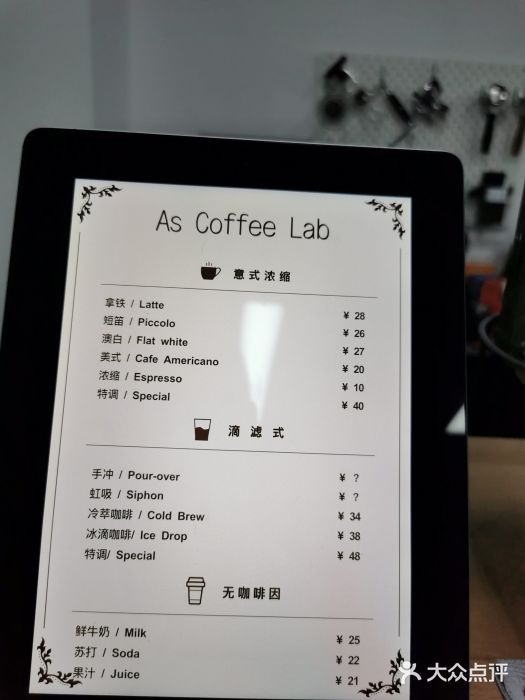 As Coffee Lab
意式浓缩
拿铁 / Latte ¥ 28
短笛 / Piccolo ¥ 26
澳白 / Flat white ¥ 27
美式 / Cafe Americano ¥ 20
浓缩 / Espresso ¥ 10
特调 / Special ¥ 40
滴滤式
手冲 / Pour-over ¥ ?
虹吸 / Siphon ¥ ?
冷萃咖啡 / Cold Brew ¥ 34
冰滴咖啡/ Ice Drop ¥ 38
特调/ Special ¥ 48
无咖啡因
鲜牛奶 / Milk ¥ 25
苏打 / Soda ¥ 22
果汁 / Juice ¥ 21
大众点评